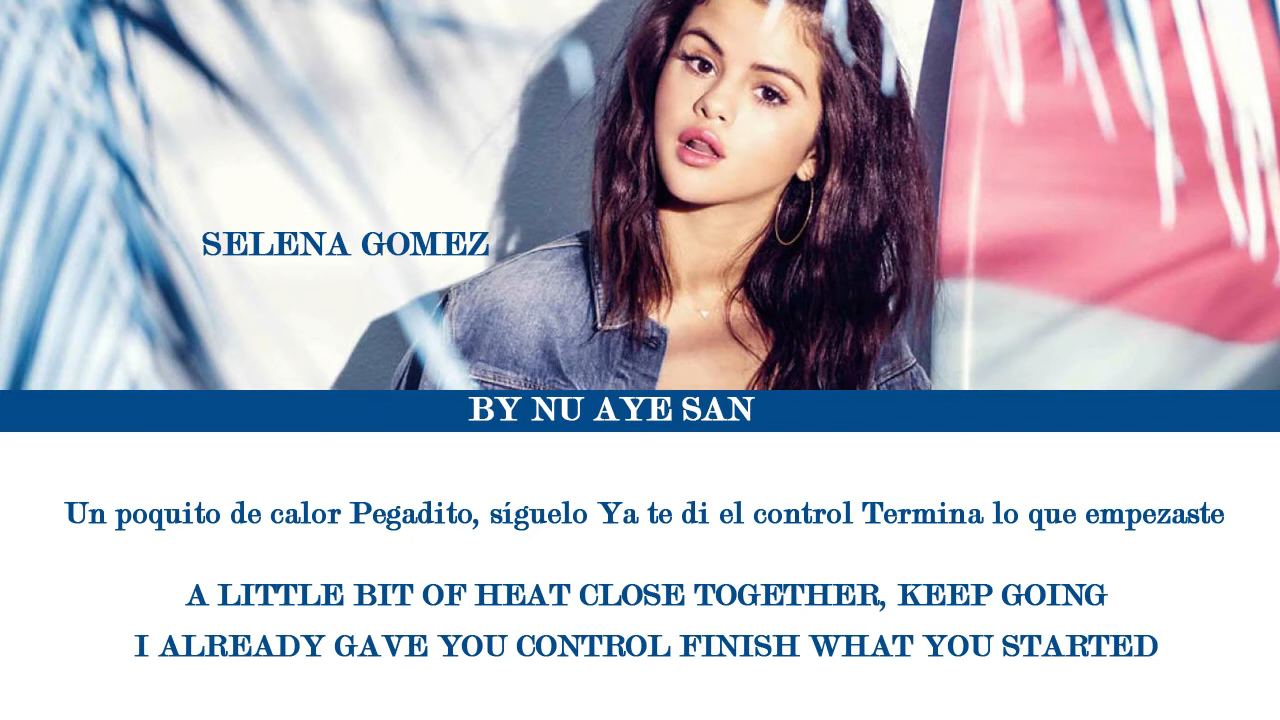 SELENA GOMEZ
BY NU AYE SAN
Un poquito de calor Pegadito, síguelo Ya te di el control Termina lo que empezaste
A LITTLE BIT OF HEAT CLOSE TOGETHER, KEEP GOING
I ALREADY GAVE YOU CONTROL FINISH WHAT YOU STARTED